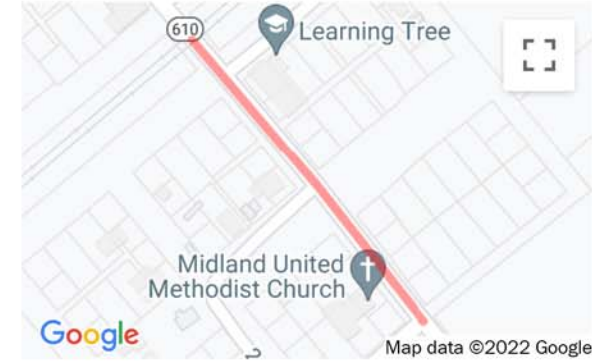 610
Learning Tree
Midland United
Methodist Church
Google
Map data ©2022 Google